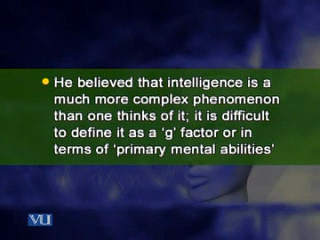 • He believed that intelligence is a
much more complex phenomenon
than one thinks of it; it is difficult
to define it as a ‘g’ factor or in
terms of ‘primary mental abilities’
VU